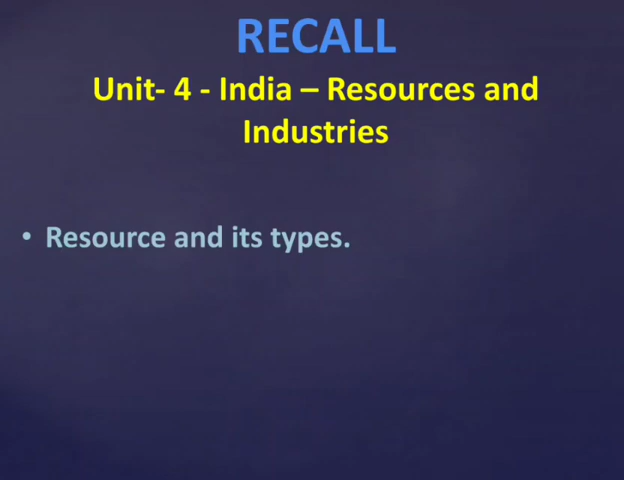 RECALL
Unit- 4 - India – Resources and
Industries
• Resource and its types.